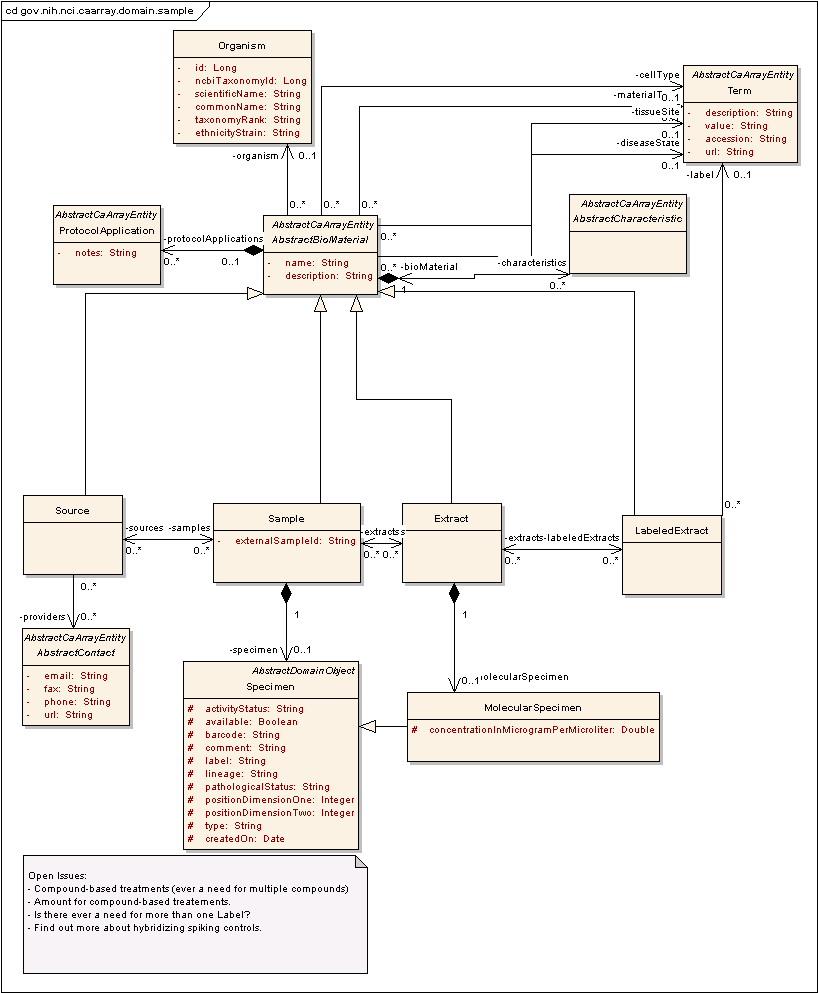 cd gov.nih.nci.caarray.domain.sample
Organism
- id: Long
- ncbiTaxonomyId: Long
- scientificName: String
- commonName: String
- taxonomyRank: String
- ethnicityStrain: String
-organism
0..1
0..*
0..*
0..*
-cellType
0..1
-materialT
0..1
-tissueSite
0..1
-diseaseState
0..1
AbstractCaArrayEntity
Term
- description: String
- value: String
- accession: String
- url: String
-label
0..1
AbstractCaArrayEntity
ProtocolApplication
- notes: String
-protocolApplications
0..*
0..1
AbstractCaArrayEntity
AbstractBioMaterial
- name: String
- description: String
0..*
0..*
-bioMaterial
1
-characteristics
0..*
AbstractCaArrayEntity
AbstractCharacteristic
Source
-sources
-samples
0..*
0..*
Sample
- externalSampleId: String
-extracts
s
0..*
0..*
Extract
-extracts
-labeledExtracts
0..*
0..*
LabeledExtract
0..*
0..*
-providers
0..*
AbstractCaArrayEntity
AbstractContact
- email: String
- fax: String
- phone: String
- url: String
1
-specimen
0..1
AbstractDomainObject
Specimen
# activityStatus: String
# available: Boolean
# barcode: String
# comment: String
# label: String
# lineage: String
# pathologicalStatus: String
# positionDimensionOne: Integer
# positionDimensionTwo: Integer
# type: String
# createdOn: Date
1
0..1
olecularSpecimen
MolecularSpecimen
# concentrationInMicrogramPerMicroliter: Double
Open Issues:
- Compound-based treatments (ever a need for multiple compounds)
- Amount for compound-based treatements.
- Is there ever a need for more than one Label?
- Find out more about hybridizing spiking controls.